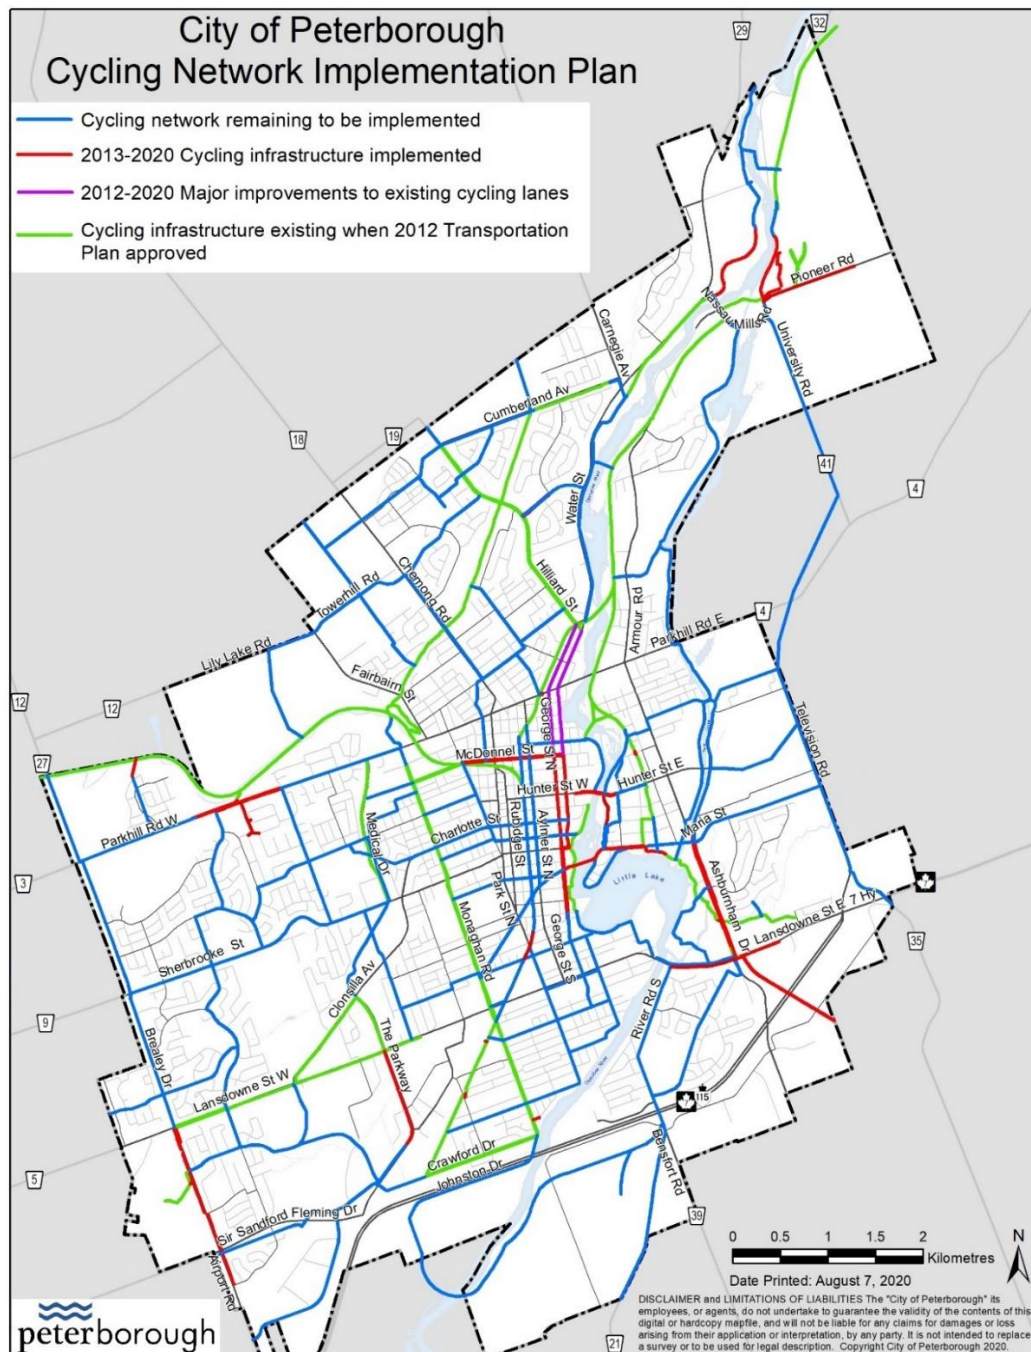 City of Peterborough
Cycling Network Implementation Plan
Cycling network remaining to be implemented
2013-2020 Cycling infrastructure implemented
2012-2020 Major improvements to existing cycling lanes
Cycling infrastructure existing when 2012 Transportation
Plan approved
29
32
Pioneer Rd
Nassau Mills Rd
University Rd
Carnegie Av
Cumberland Av
18
19
41
4
Water St
Hilliard St
Chemong Rd
Towerhill Rd
Armour Rd
Parkhill Rd E
4
Lily Lake Rd
Fairbairn St
12
12
27
George St N
McDonnel St
Television Rd
Hunter St W
Hunter St E
Parkhill Rd W
Medical Dr
Charlotte St
Rubidge St
Aylmer St N
Maria St
3
Little Lake
Ashburnham Dr
Park St N
Monaghan Rd
George St S
Lansdowne St E
7 Hy
35
Sherbrooke St
Clonsilla Av
River Rd S
9
Brealey Dr
The Parkway
Lansdowne St W
115
Crawford Dr
Johnston Dr
Bensfort Rd
5
Sir Sandford Fleming Dr
39
Airport Rd
21
0 0.5 1 1.5 2
Kilometres
N
Date Printed: August 7, 2020
DISCLAIMER and LIMITATIONS OF LIABILITIES The "City of Peterborough" its
employees, or agents, do not undertake to guarantee the validity of the contents of this
digital or hardcopy mapfile, and will not be liable for any claims for damages or loss
arising from their application or interpretation, by any party. It is not intended to replace
a survey or to be used for legal description. Copyright City of Peterborough 2020.
peterborough